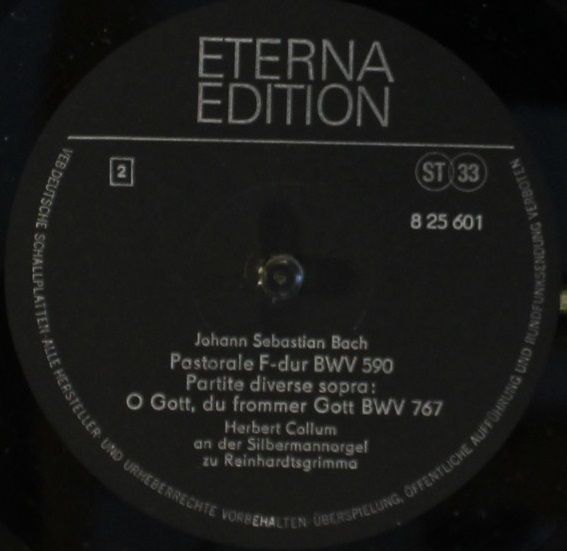 ETERNA
EDITION
2
ST 33
8 25 601
Johann Sebastian Bach
Pastorale F-dur BWV 590
Partite diverse sopra:
O Gott, du frommer Gott BWV 767
Herbert Collum
an der Silbermannorgel
zu Reinhardtsgrimma
VEB DEUTSCHE SCHALLPLATTEN · ALLE HERSTELLER- UND URHEBERRECHTE VORBEHALTEN · ÜBERSPIELUNG, ÖFFENTLICHE AUFFÜHRUNG UND RUNDFUNKSENDUNG VERBOTEN